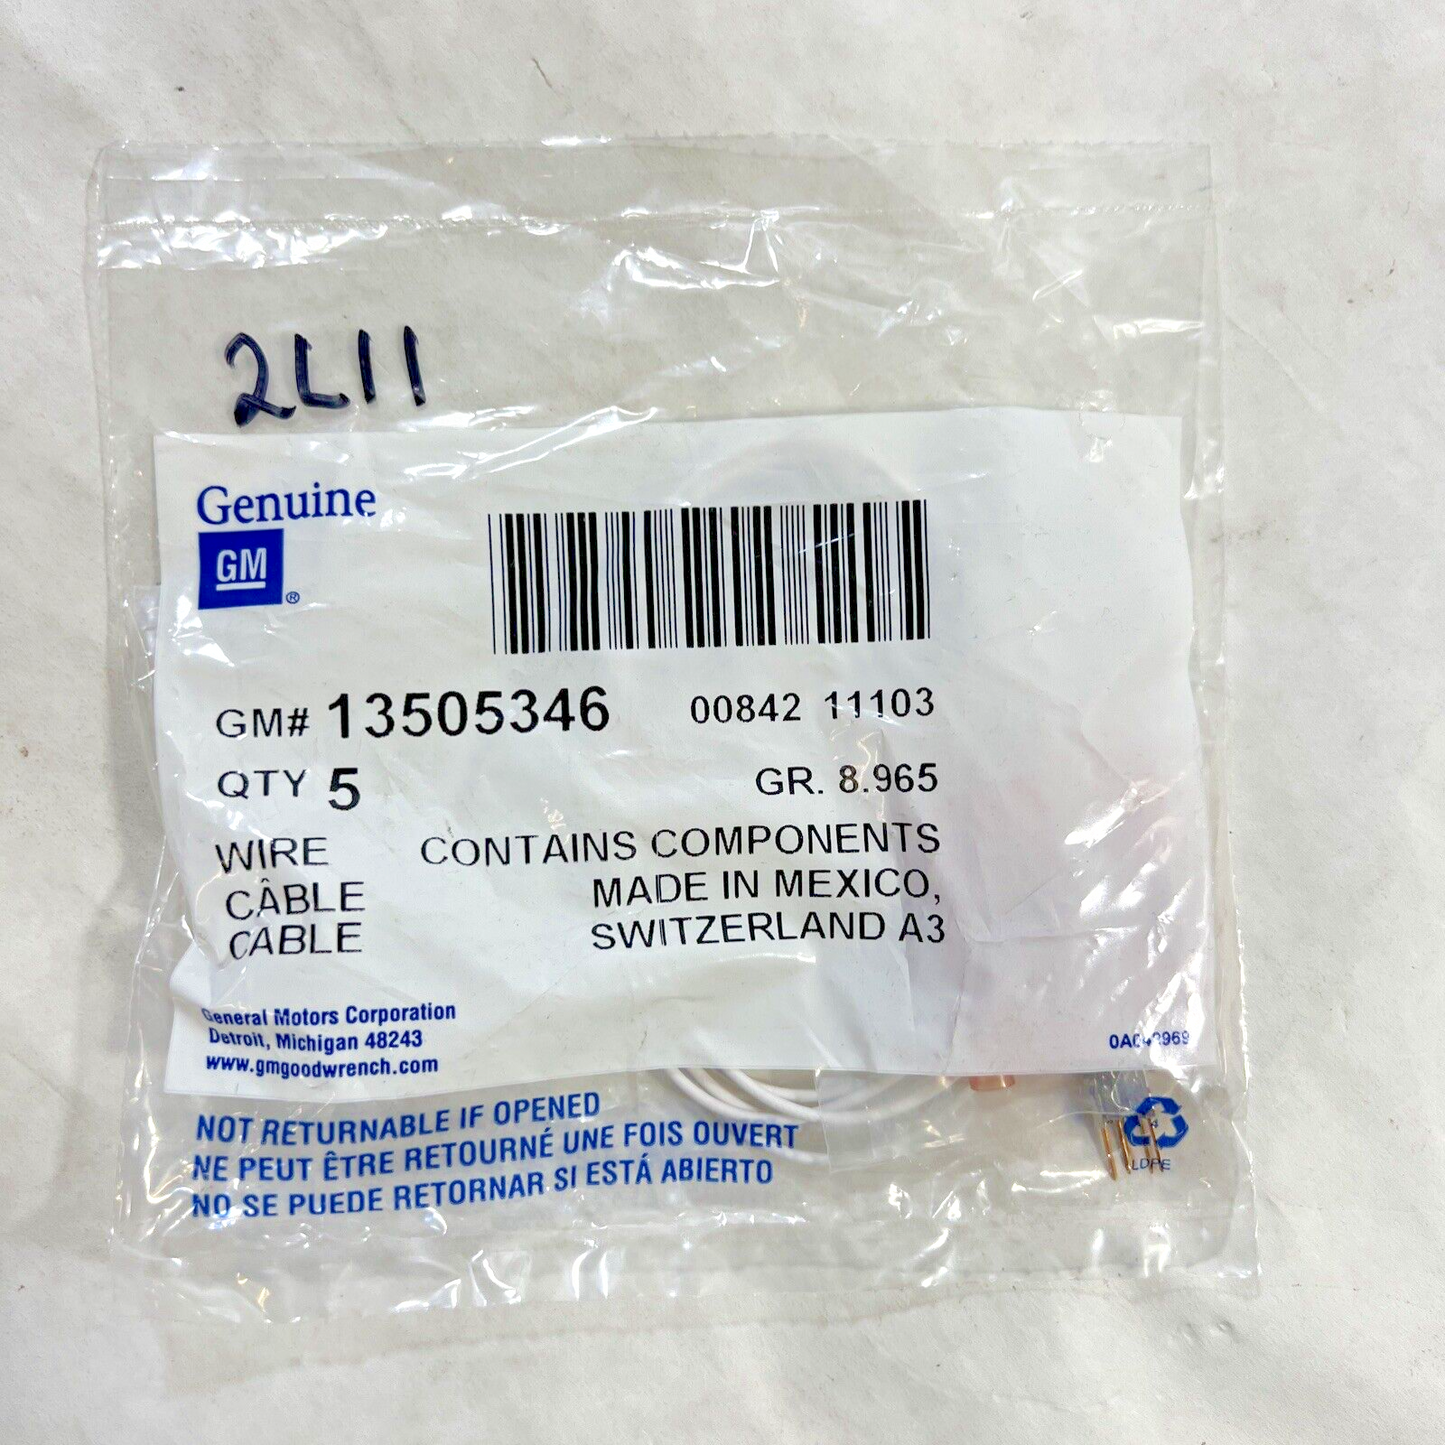 2L11
Genuine
GM
®
GM# 13505346 00842 11103
QTY 5 GR. 8.965
WIRE CONTAINS COMPONENTS
CÂBLE MADE IN MEXICO,
CABLE SWITZERLAND A3
General Motors Corporation
Detroit, Michigan 48243
www.gmgoodwrench.com
NOT RETURNABLE IF OPENED
NE PEUT ÊTRE RETOURNÉ UNE FOIS OUVERT
NO SE PUEDE RETORNAR SI ESTÁ ABIERTO
4
LDPE